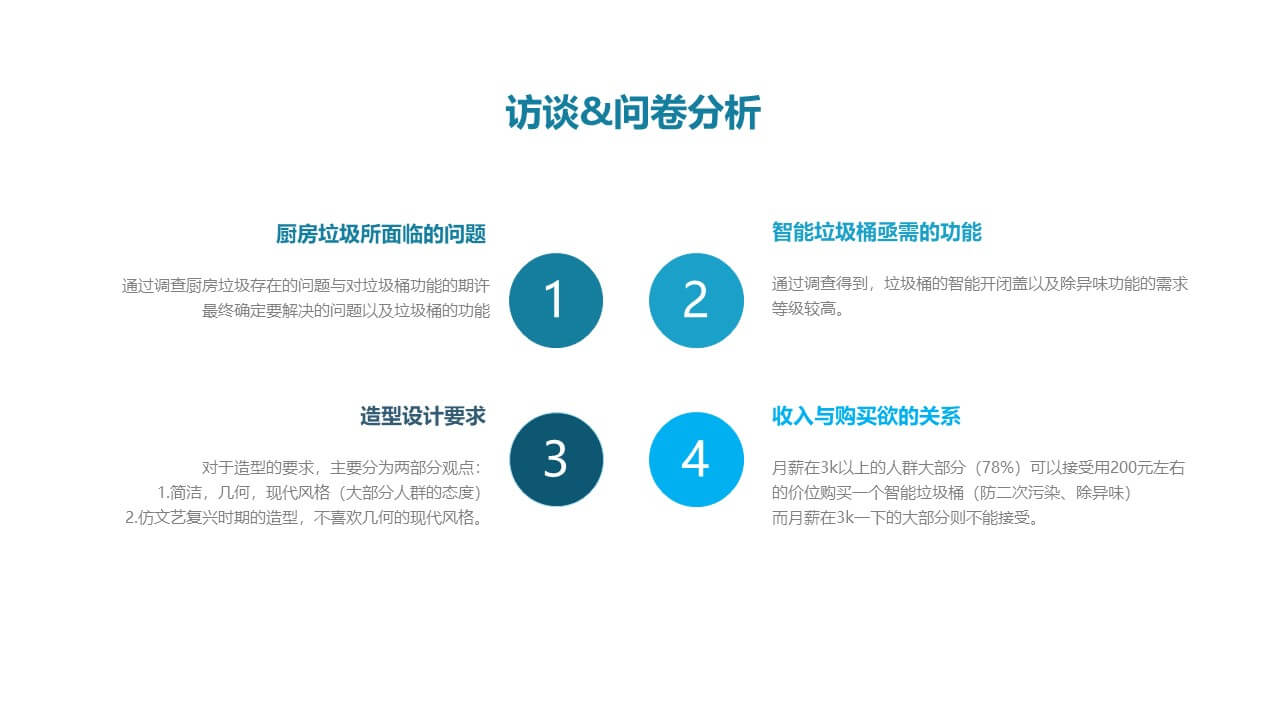 访谈&问卷分析
厨房垃圾所面临的问题
通过调查厨房垃圾存在的问题与对垃圾桶功能的期许
最终确定要解决的问题以及垃圾桶的功能
1
2
智能垃圾桶亟需的功能
通过调查得到，垃圾桶的智能开闭盖以及除异味功能的需求
等级较高。
造型设计要求
对于造型的要求，主要分为两部分观点：
1.简洁，几何，现代风格（大部分人群的态度）
2.仿文艺复兴时期的造型，不喜欢几何的现代风格。
3
4
收入与购买欲的关系
月薪在3k以上的人群大部分（78%）可以接受用200元左右
的价位购买一个智能垃圾桶（防二次污染、除异味）
而月薪在3k一下的大部分则不能接受。